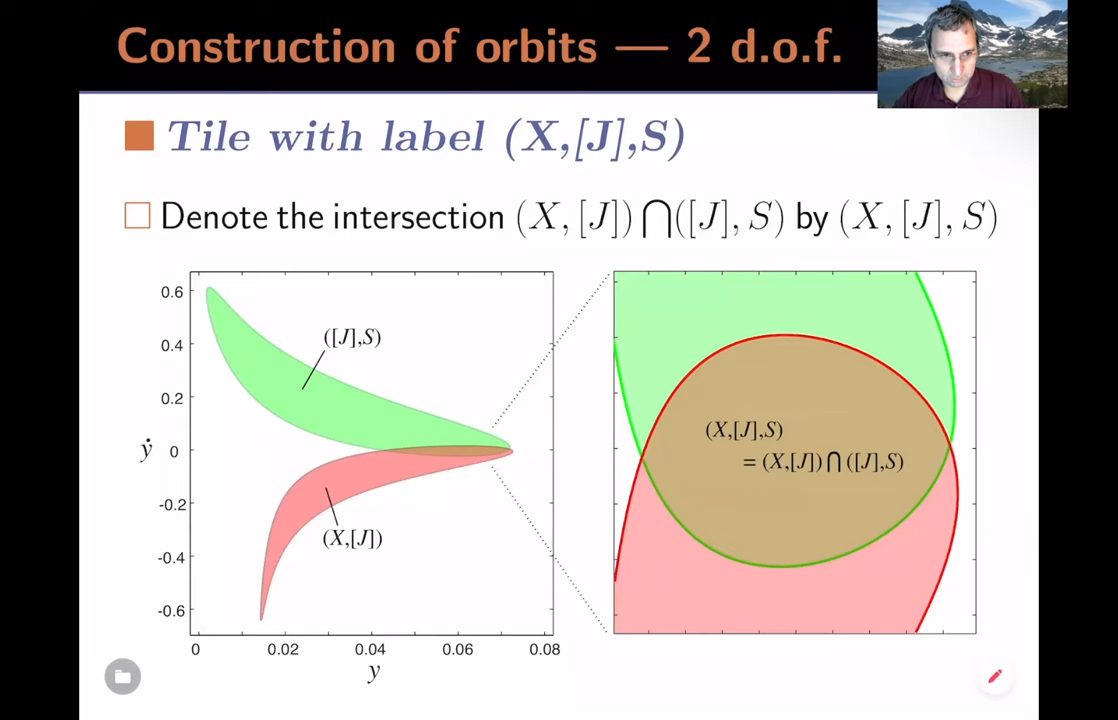 Construction of orbits — 2 d.o.f.
Tile with label (X,[J],S)
Denote the intersection (X, [J]) ⋂ ([J], S) by (X, [J], S)
0.6
0.4
0.2
0
-0.2
-0.4
-0.6
ẏ
([J],S)
(X,[J])
0
0.02
0.04
0.06
0.08
y
(X,[J],S)
= (X,[J]) ⋂ ([J],S)